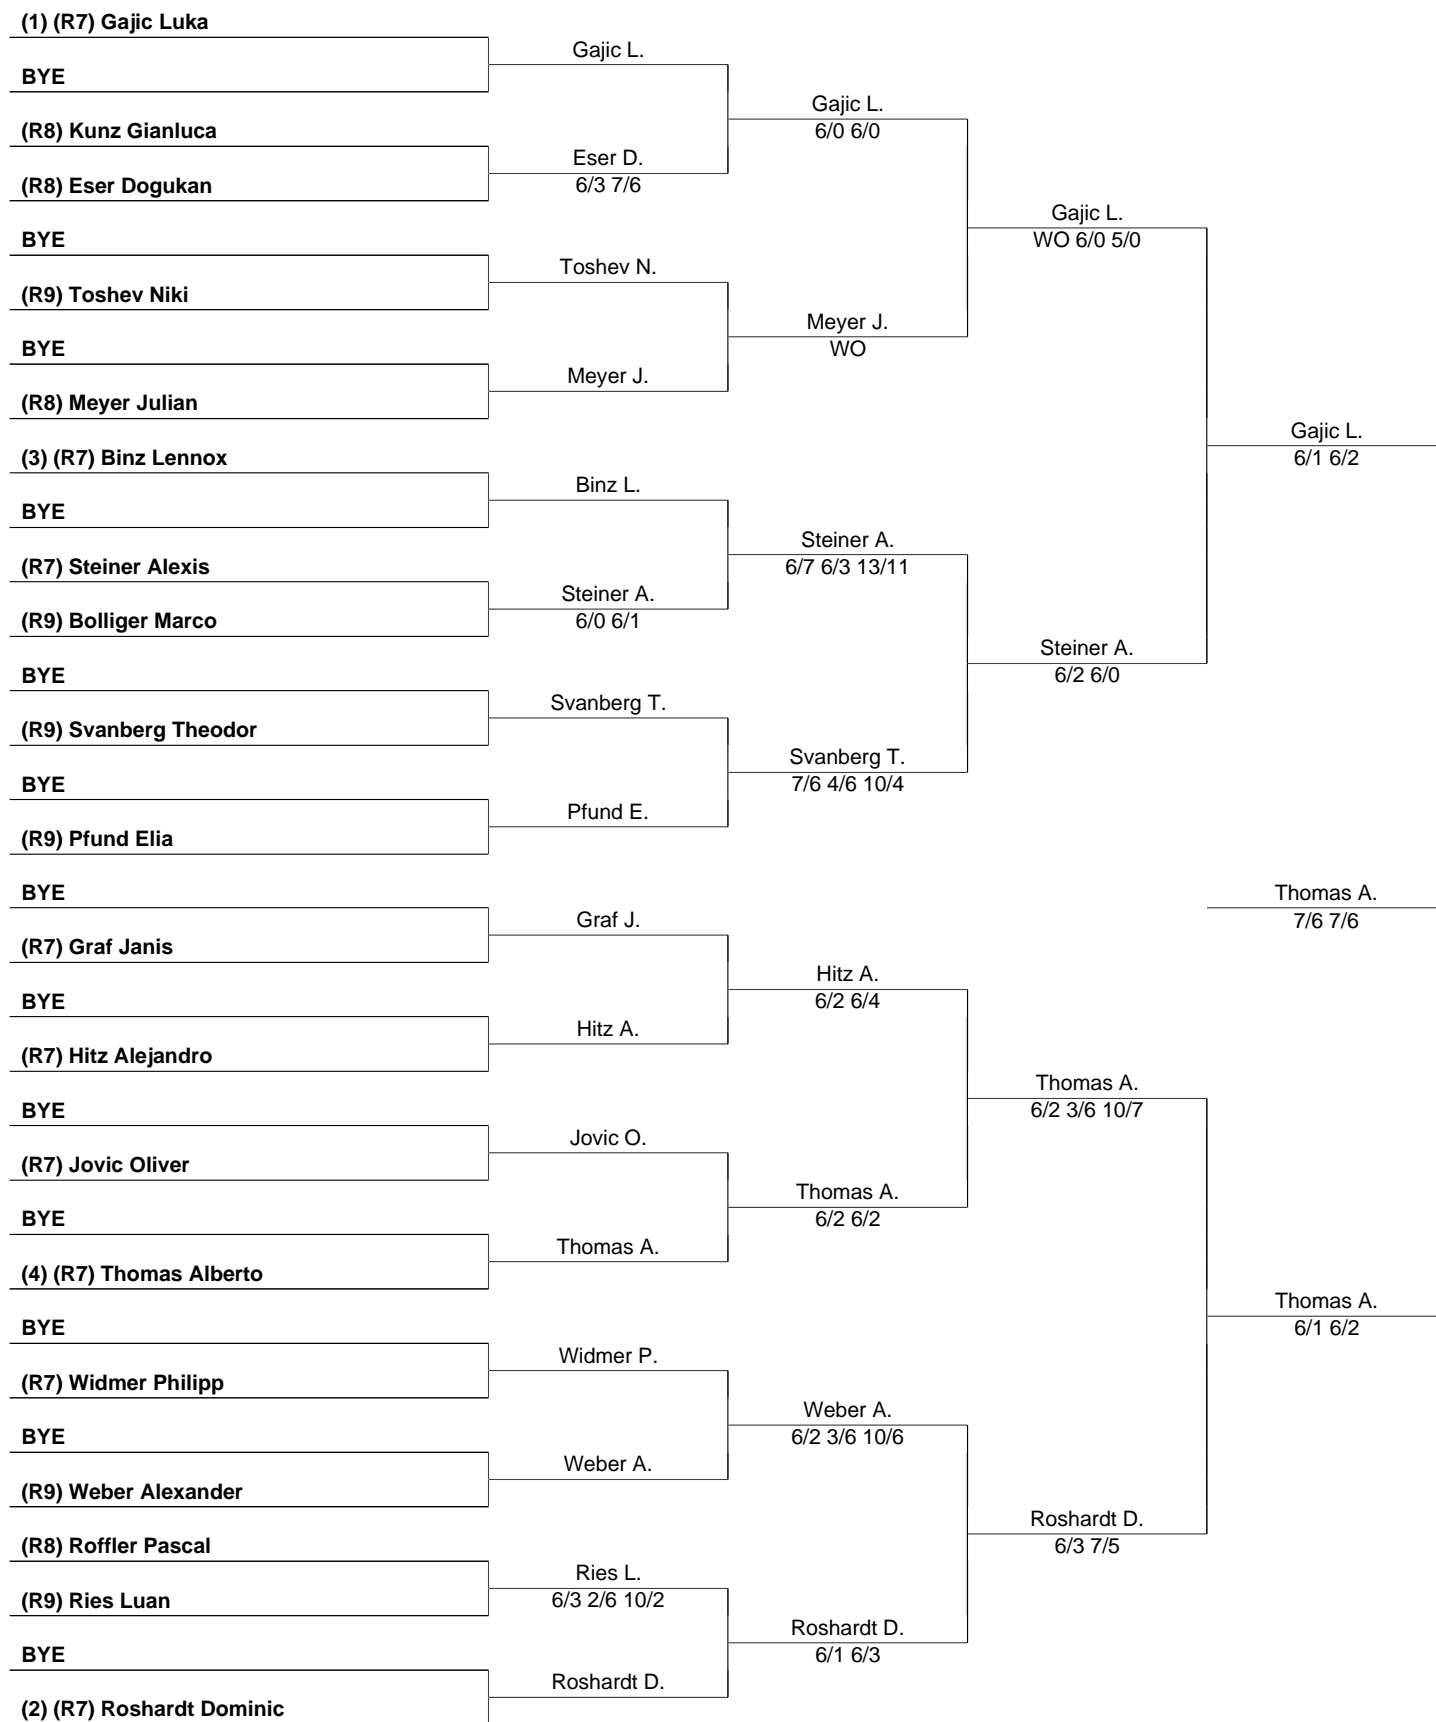 (1) (R7) Gajic Luka
Gajic L.
BYE
Gajic L.
6/0 6/0
(R8) Kunz Gianluca
Eser D.
6/3 7/6
(R8) Eser Dogukan
Gajic L.
WO 6/0 5/0
BYE
Toshev N.
(R9) Toshev Niki
Meyer J.
WO
BYE
Meyer J.
(R8) Meyer Julian
Gajic L.
6/1 6/2
(3) (R7) Binz Lennox
Binz L.
BYE
Steiner A.
6/7 6/3 13/11
(R7) Steiner Alexis
Steiner A.
6/0 6/1
(R9) Bolliger Marco
Steiner A.
6/2 6/0
BYE
Svanberg T.
(R9) Svanberg Theodor
Svanberg T.
7/6 4/6 10/4
BYE
Pfund E.
(R9) Pfund Elia
BYE
Thomas A.
7/6 7/6
Graf J.
(R7) Graf Janis
Hitz A.
6/2 6/4
BYE
Hitz A.
(R7) Hitz Alejandro
Thomas A.
6/2 3/6 10/7
BYE
Jovic O.
(R7) Jovic Oliver
Thomas A.
6/2 6/2
BYE
Thomas A.
(4) (R7) Thomas Alberto
Thomas A.
6/1 6/2
BYE
Widmer P.
(R7) Widmer Philipp
Weber A.
6/2 3/6 10/6
BYE
Weber A.
(R9) Weber Alexander
Roshardt D.
6/3 7/5
(R8) Roffler Pascal
Ries L.
6/3 2/6 10/2
(R9) Ries Luan
Roshardt D.
6/1 6/3
BYE
Roshardt D.
(2) (R7) Roshardt Dominic